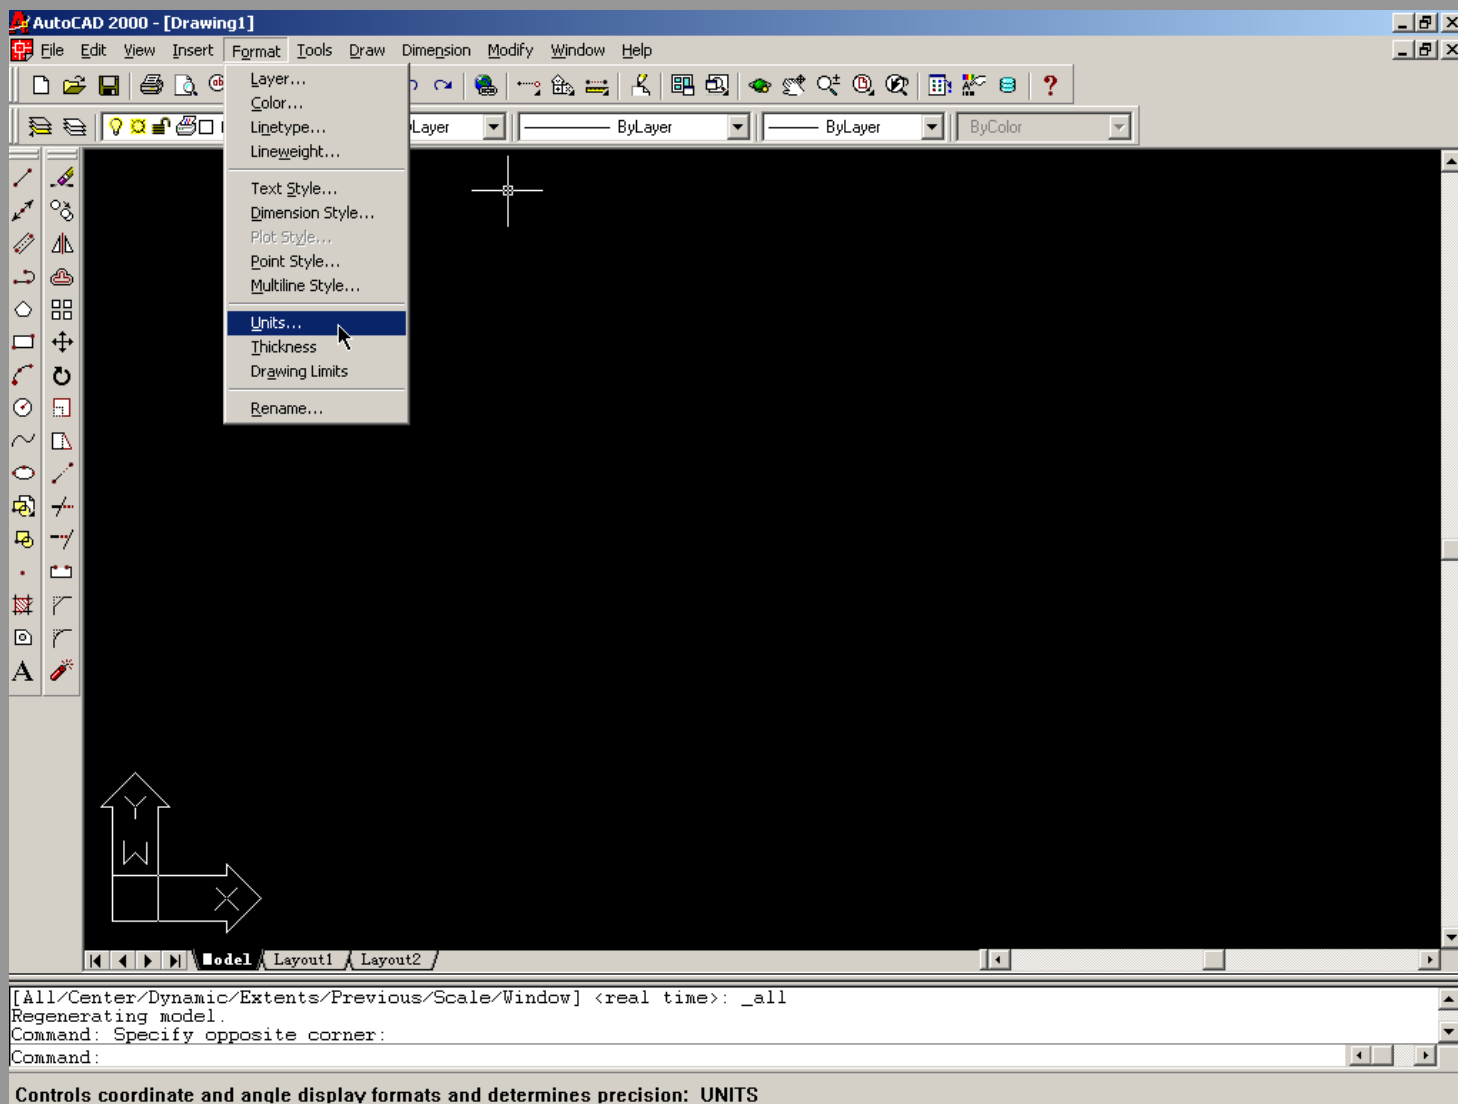 AutoCAD 2000 - [Drawing1]
File Edit View Insert Format Tools Draw Dimension Modify Window Help
Layer...
Color...
Linetype...
Lineweight...
Text Style...
Dimension Style...
Plot Style...
Point Style...
Multiline Style...
Units...
Thickness
Drawing Limits
Rename...
Layer ByLayer ByLayer ByColor
A
Y
W
X
Model Layout1 Layout2
[All/Center/Dynamic/Extents/Previous/Scale/Window] <real time>: _all
Regenerating model.
Command: Specify opposite corner:
Command:
Controls coordinate and angle display formats and determines precision: UNITS